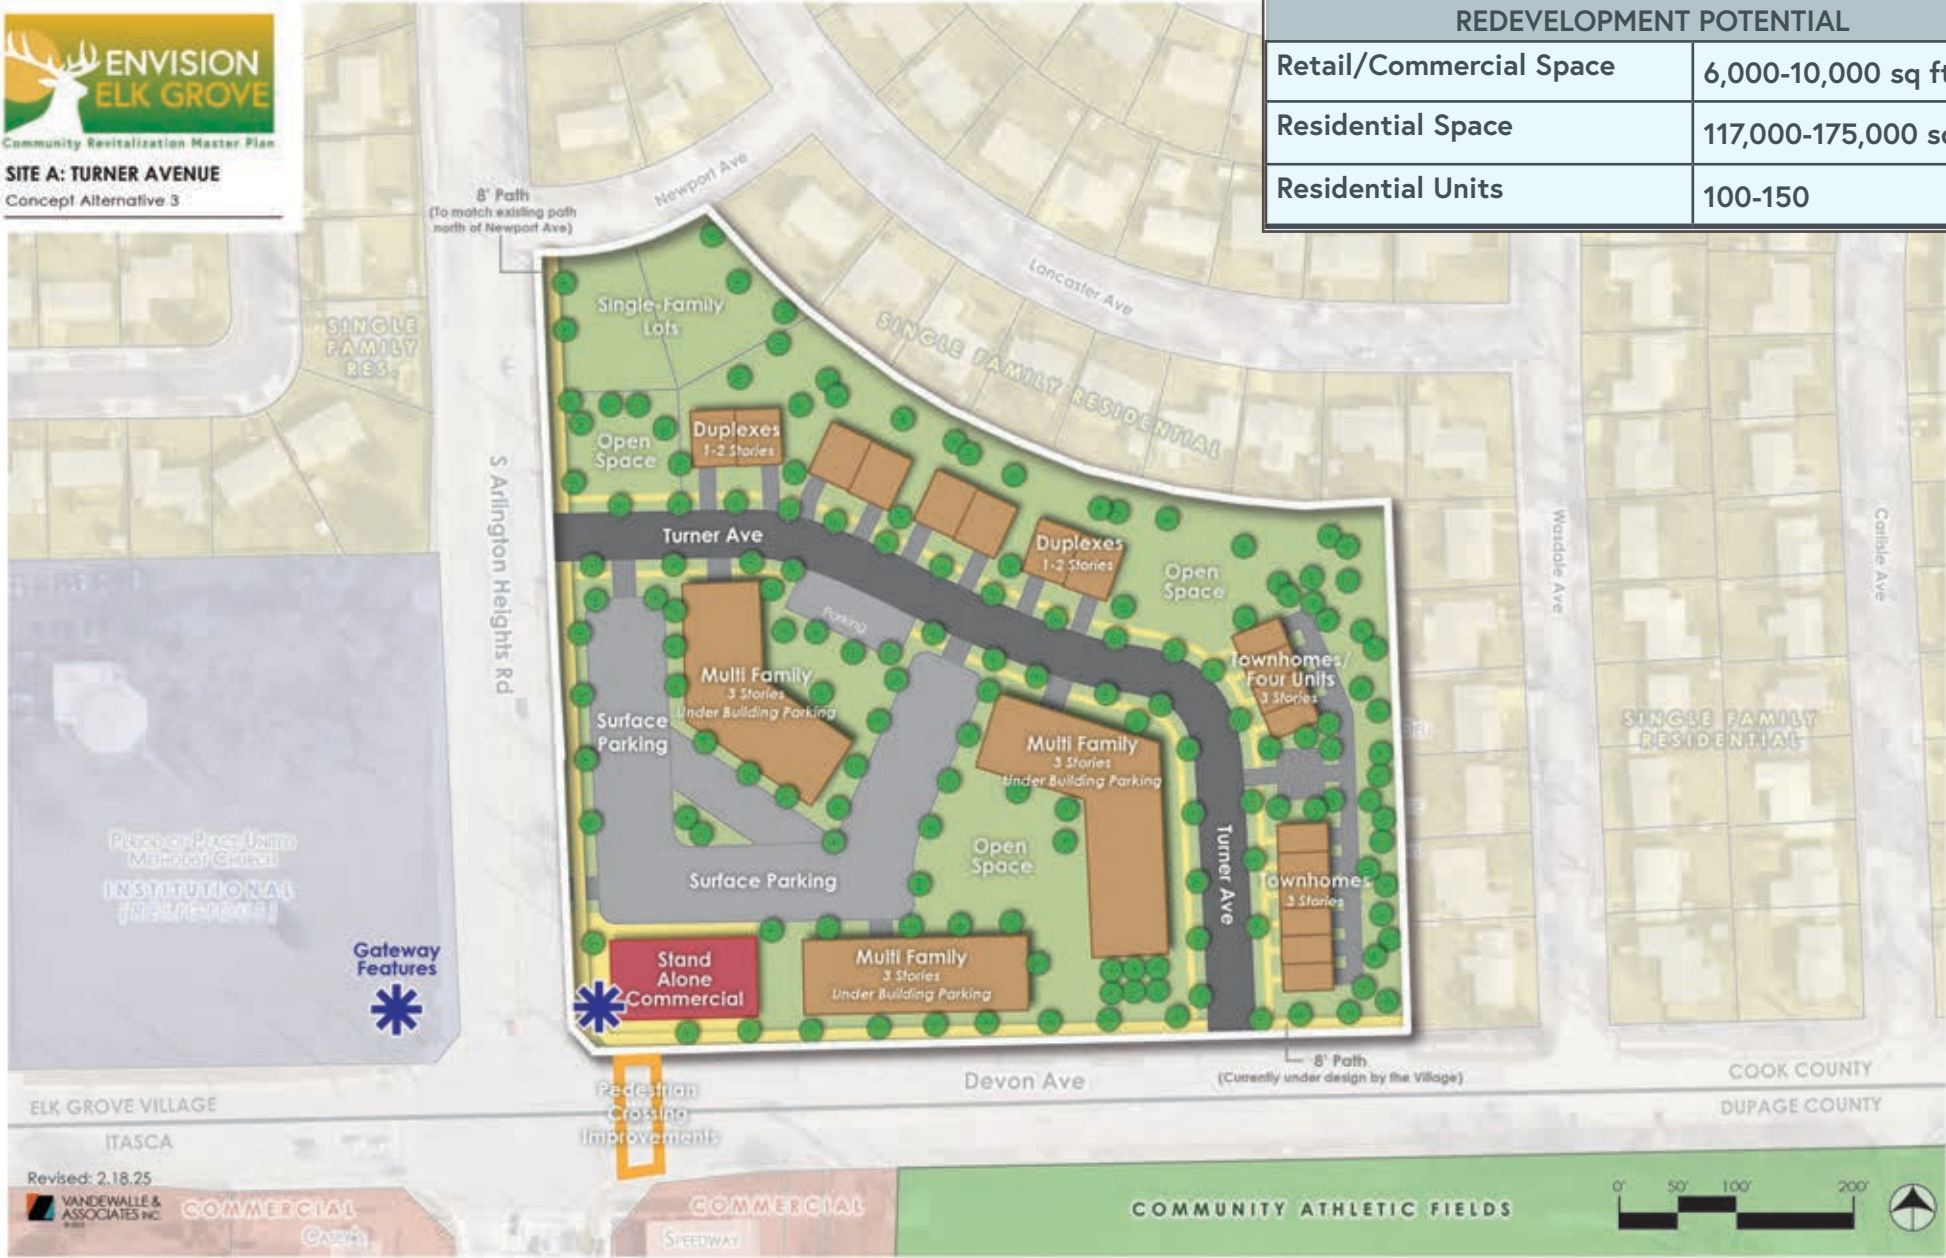 ENVISION
ELK GROVE
Community Revitalization Master Plan
SITE A: TURNER AVENUE
Concept Alternative 3
REDEVELOPMENT POTENTIAL
Retail/Commercial Space 6,000-10,000 sq ft
Residential Space 117,000-175,000
Residential Units 100-150
8' Path
(To match existing path
north of Newport Ave)
Newport Ave
Lancaster Ave
SINGLE
FAMILY
RES.
Single-Family
Lots
SINGLE FAMILY RESIDENTIAL
Open
Space
Duplexes
1-2 Stories
S Arlington Heights Rd
Turner Ave
Duplexes
1-2 Stories
Open
Space
Wasdale Ave
Carlisle Ave
Parking
Multi Family
3 Stories
Under Building Parking
Townhomes/
Four Units
3 Stories
Surface
Parking
Multi Family
3 Stories
Under Building Parking
SINGLE FAMILY
RESIDENTIAL
METHODIST CHURCH
INSTITUTIONAL
Open
Space
Turner Ave
Surface Parking
Townhomes
3 Stories
Gateway
Features
Stand
Alone
Commercial
Multi Family
3 Stories
Under Building Parking
8' Path
(Currently under design by the Village)
Devon Ave
Pedestrian
Crossing
Improvements
COOK COUNTY
DUPAGE COUNTY
ELK GROVE VILLAGE
ITASCA
Revised: 2.18.25
VANDEWALLE &
ASSOCIATES INC.
COMMERCIAL
CASEY'S
COMMERCIAL
SPEEDWAY
COMMUNITY ATHLETIC FIELDS
0' 50' 100' 200'